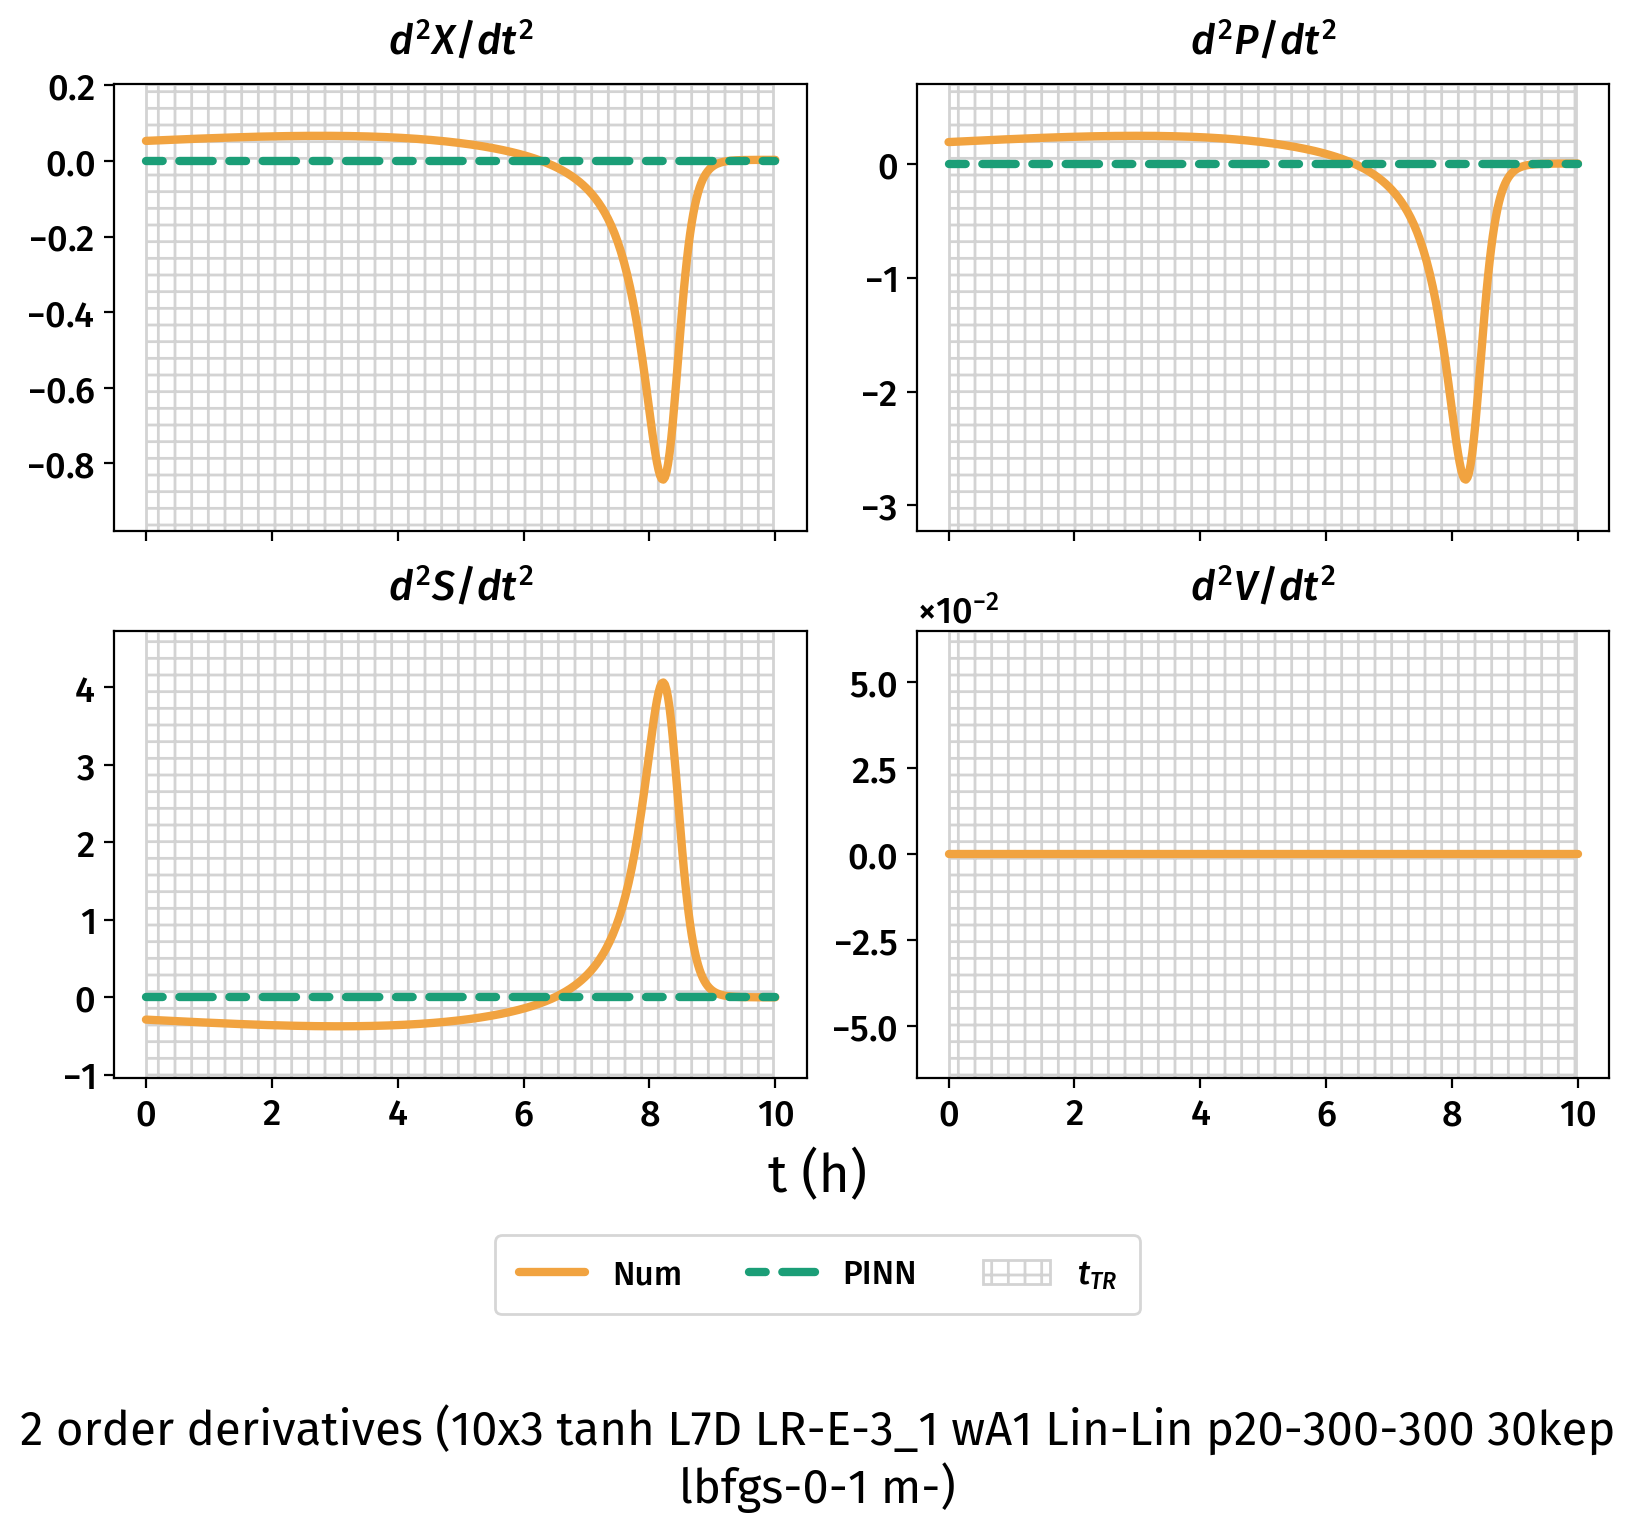 d²X/dt²
d²P/dt²
0.2
0.0
−0.2
−0.4
−0.6
−0.8
0
−1
−2
−3
d²S/dt²
d²V/dt²
×10⁻²
4
3
2
1
0
−1
5.0
2.5
0.0
−2.5
−5.0
0 2 4 6 8 10
0 2 4 6 8 10
t (h)
Num PINN t_TR
2 order derivatives (10x3 tanh L7D LR-E-3_1 wA1 Lin-Lin p20-300-300 30kep
lbfgs-0-1 m-)